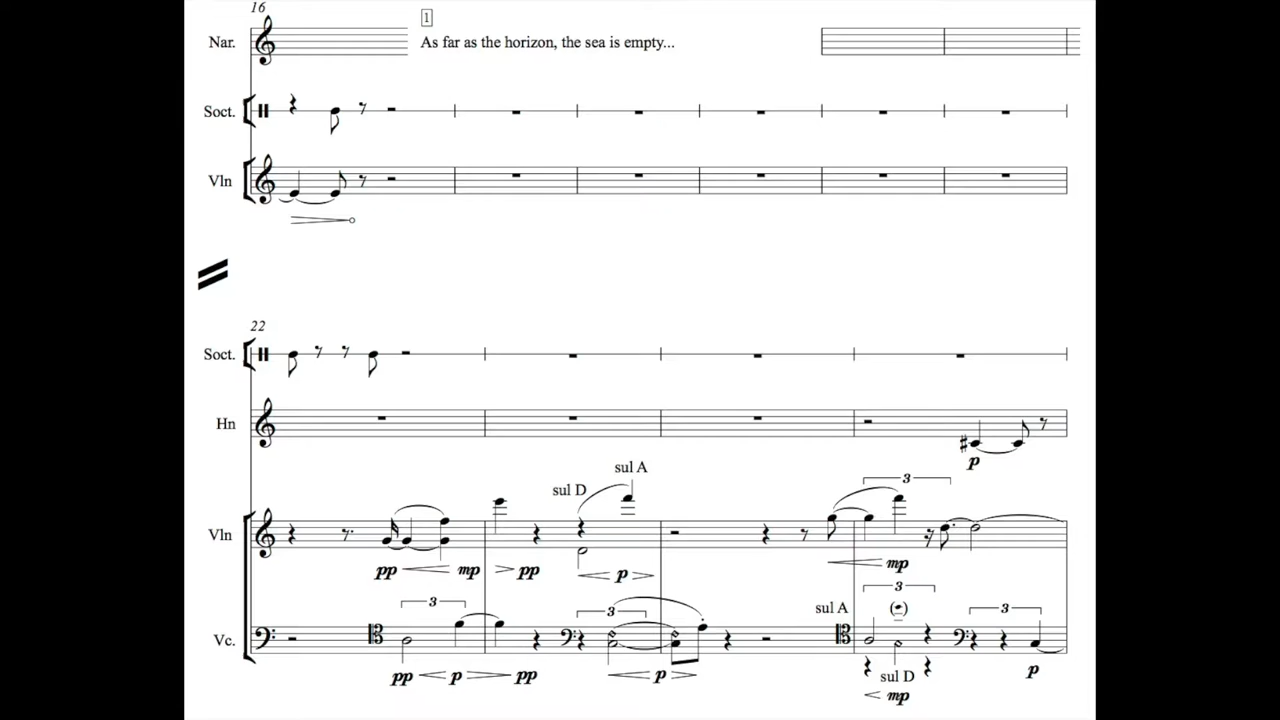 16
1
Nar.
As far as the horizon, the sea is empty...
Soct.
Vln
22
Soct.
Hn
p
sul A
sul D
3
Vln
pp
mp
pp
p
mp
3
3
sul A
3
3
Vc.
pp
p
pp
p
sul D
p
mp